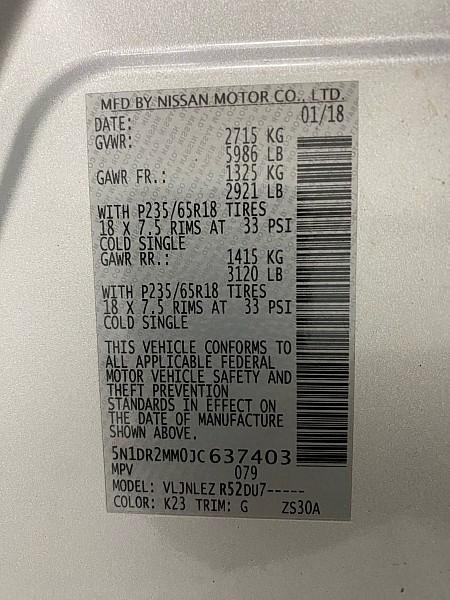 MFD BY NISSAN MOTOR CO., LTD.
DATE: 01/18
GVWR: 2715 KG
5986 LB
GAWR FR.: 1325 KG
2921 LB
WITH P235/65R18 TIRES
18 X 7.5 RIMS AT 33 PSI
COLD SINGLE
GAWR RR.: 1415 KG
3120 LB
WITH P235/65R18 TIRES
18 X 7.5 RIMS AT 33 PSI
COLD SINGLE
THIS VEHICLE CONFORMS TO
ALL APPLICABLE FEDERAL
MOTOR VEHICLE SAFETY AND
THEFT PREVENTION
STANDARDS IN EFFECT ON
THE DATE OF MANUFACTURE
SHOWN ABOVE.
5N1DR2MM0JC637403
MPV 079
MODEL: VLJNLEZ R52DU7-----
COLOR: K23 TRIM: G ZS30A